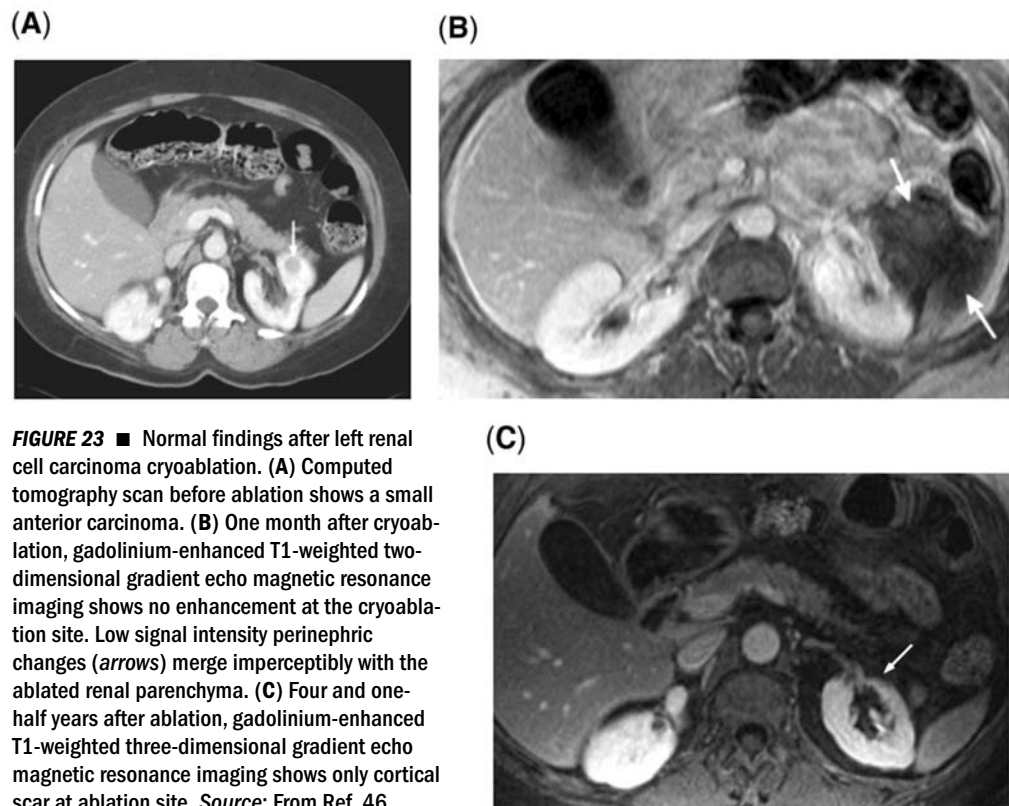 (A)
(B)
FIGURE 23 ■ Normal findings after left renal
cell carcinoma cryoablation. (A) Computed
tomography scan before ablation shows a small
anterior carcinoma. (B) One month after cryoab-
lation, gadolinium-enhanced T1-weighted two-
dimensional gradient echo magnetic resonance
imaging shows no enhancement at the cryoabla-
tion site. Low signal intensity perinephric
changes (arrows) merge imperceptibly with the
ablated renal parenchyma. (C) Four and one-
half years after ablation, gadolinium-enhanced
T1-weighted three-dimensional gradient echo
magnetic resonance imaging shows only cortical
scar at ablation site. Source: From Ref. 46.
(C)